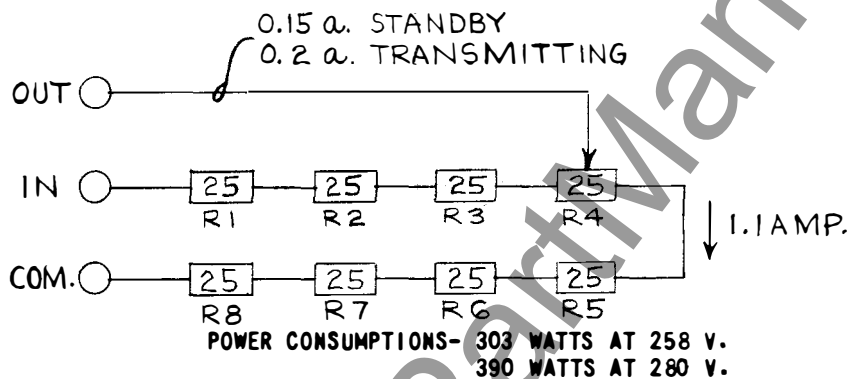 0.15 a. STANDBY
0.2 a. TRANSMITTING
OUT
IN 25 25 25 25
R1 R2 R3 R4
1.1AMP.
COM. 25 25 25 25
R8 R7 R6 R5
POWER CONSUMPTIONS- 303 WATTS AT 258 V.
390 WATTS AT 280 V.